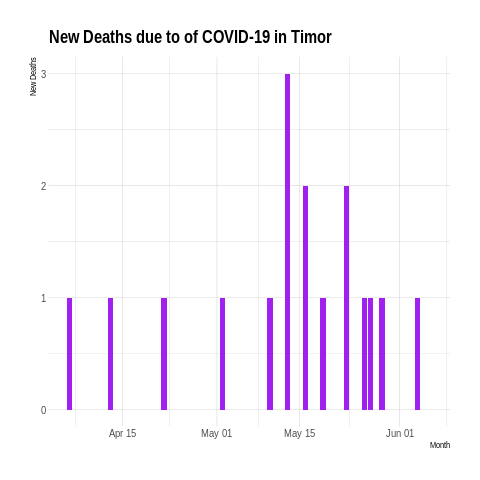 New Deaths due to of COVID-19 in Timor
New Deaths
3
2
1
0
Apr 15 May 01 May 15 Jun 01
Month